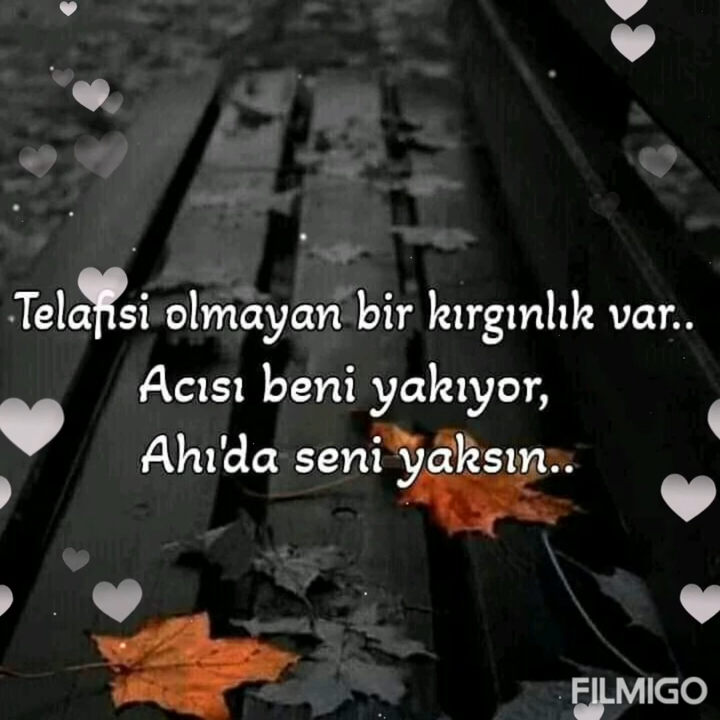 Telafisi olmayan bir kırgınlık var..
Acısı beni yakıyor,
Ahı'da seni yaksın..
FILMIGO